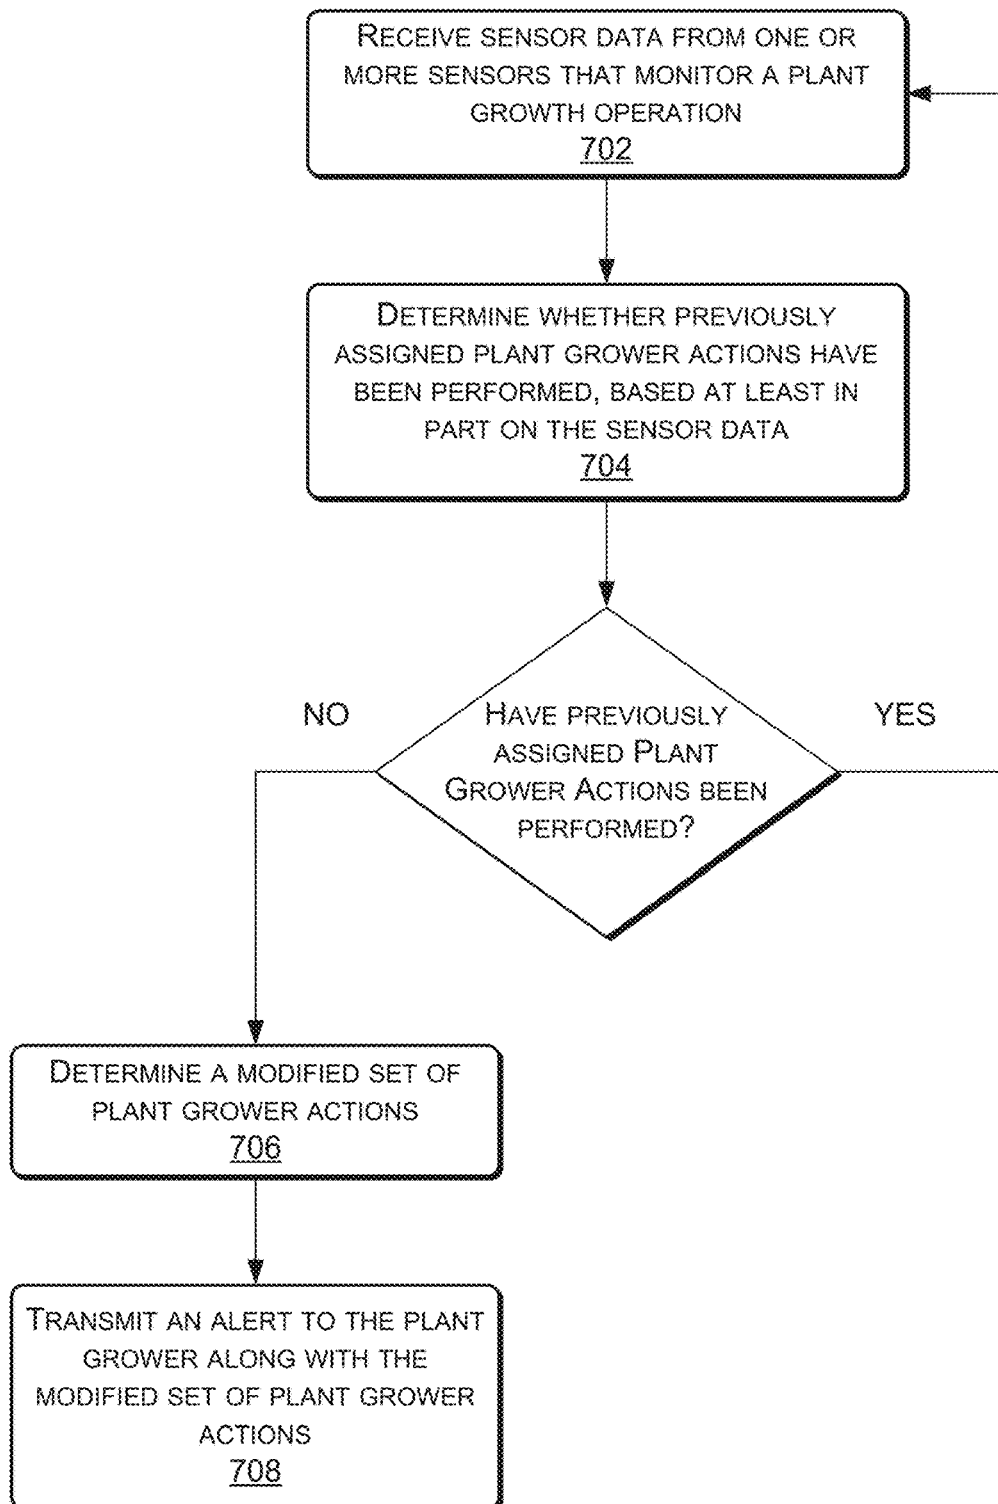 RECEIVE SENSOR DATA FROM ONE OR
MORE SENSORS THAT MONITOR A PLANT
GROWTH OPERATION
702
DETERMINE WHETHER PREVIOUSLY
ASSIGNED PLANT GROWER ACTIONS HAVE
BEEN PERFORMED, BASED AT LEAST IN
PART ON THE SENSOR DATA
704
NO
YES
HAVE PREVIOUSLY
ASSIGNED PLANT
GROWER ACTIONS BEEN
PERFORMED?
DETERMINE A MODIFIED SET OF
PLANT GROWER ACTIONS
706
TRANSMIT AN ALERT TO THE PLANT
GROWER ALONG WITH THE
MODIFIED SET OF PLANT GROWER
ACTIONS
708